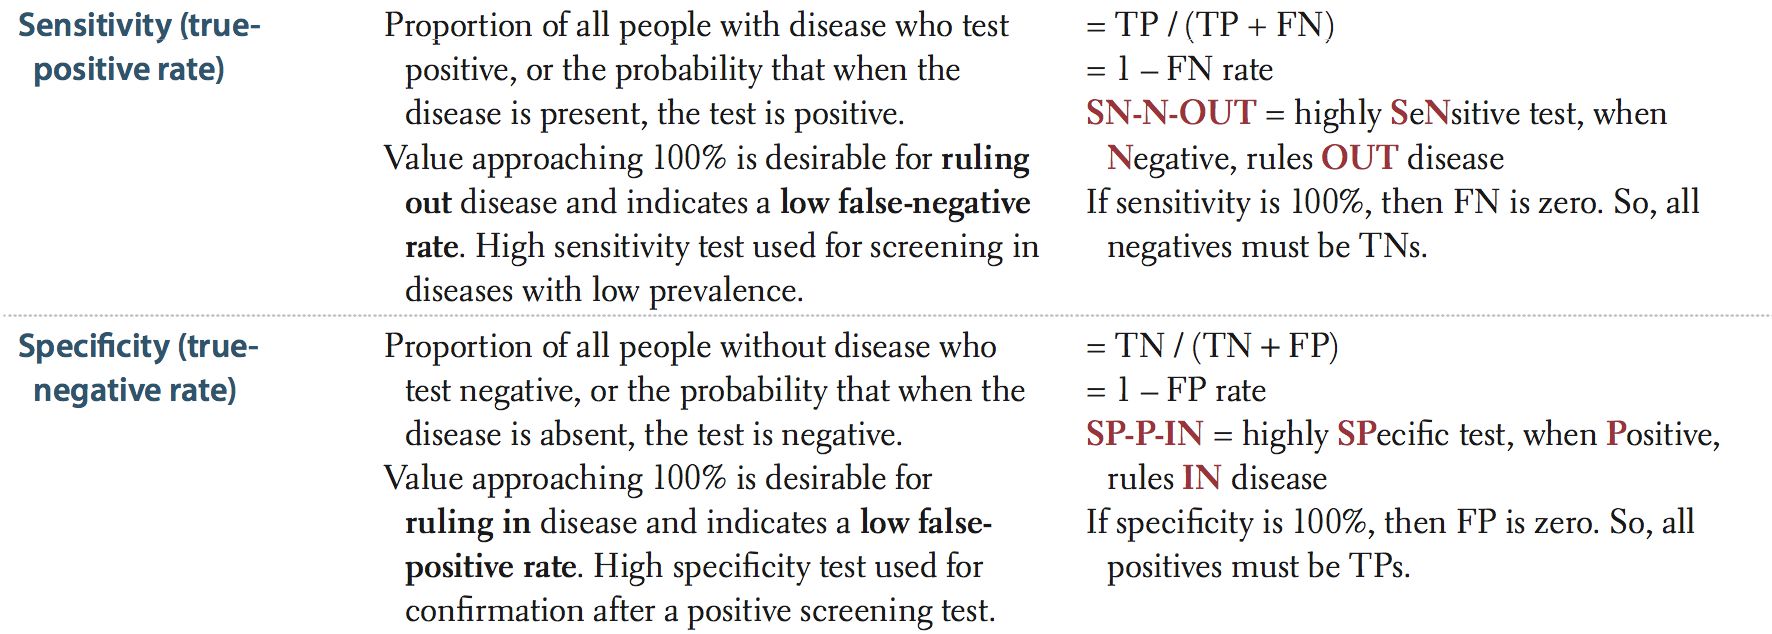 Sensitivity (true-
positive rate)
Proportion of all people with disease who test
positive, or the probability that when the
disease is present, the test is positive.
Value approaching 100% is desirable for ruling
out disease and indicates a low false-negative
rate. High sensitivity test used for screening in
diseases with low prevalence.
= TP / (TP + FN)
= 1 – FN rate
SN-N-OUT = highly SeNsitive test, when
Negative, rules OUT disease
If sensitivity is 100%, then FN is zero. So, all
negatives must be TNs.
Specificity (true-
negative rate)
Proportion of all people without disease who
test negative, or the probability that when the
disease is absent, the test is negative.
Value approaching 100% is desirable for
ruling in disease and indicates a low false-
positive rate. High specificity test used for
confirmation after a positive screening test.
= TN / (TN + FP)
= 1 – FP rate
SP-P-IN = highly SPecific test, when Positive,
rules IN disease
If specificity is 100%, then FP is zero. So, all
positives must be TPs.